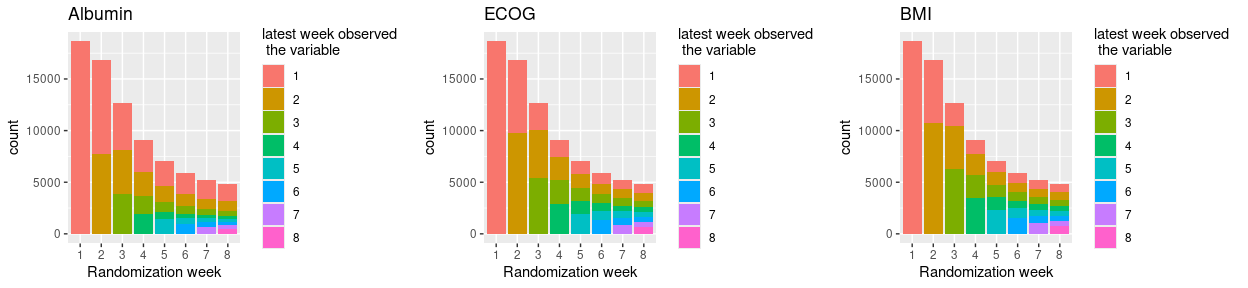 Albumin
latest week observed
the variable
1
2
3
4
5
6
7
8
15000
10000
5000
0
count
1 2 3 4 5 6 7 8
Randomization week
ECOG
latest week observed
the variable
1
2
3
4
5
6
7
8
15000
10000
5000
0
count
1 2 3 4 5 6 7 8
Randomization week
BMI
latest week observed
the variable
1
2
3
4
5
6
7
8
15000
10000
5000
0
count
1 2 3 4 5 6 7 8
Randomization week